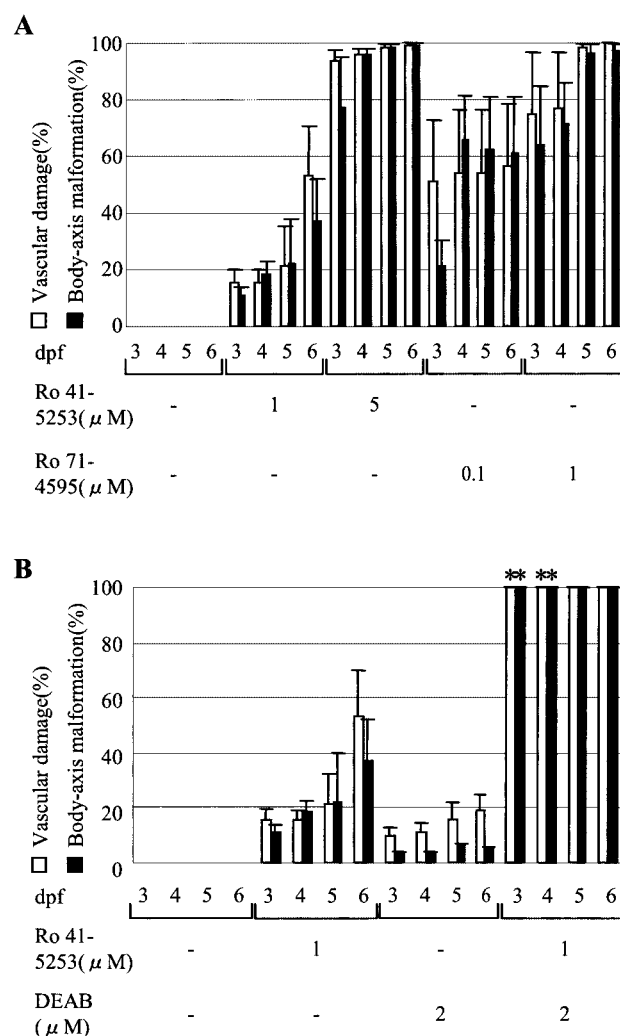 A
Vascular damage(%)
Body-axis malformation(%)
100
80
60
40
20
0
dpf 3 4 5 6 3 4 5 6 3 4 5 6 3 4 5 6 3 4 5 6
Ro 41-
5253(μM) - 1 5 - -
Ro 71-
4595(μM) - - - 0.1 1
B
Vascular damage(%)
Body-axis malformation(%)
** **
100
80
60
40
20
0
dpf 3 4 5 6 3 4 5 6 3 4 5 6 3 4 5 6
Ro 41-
5253(μM) - 1 - 1
DEAB
(μM) - - 2 2